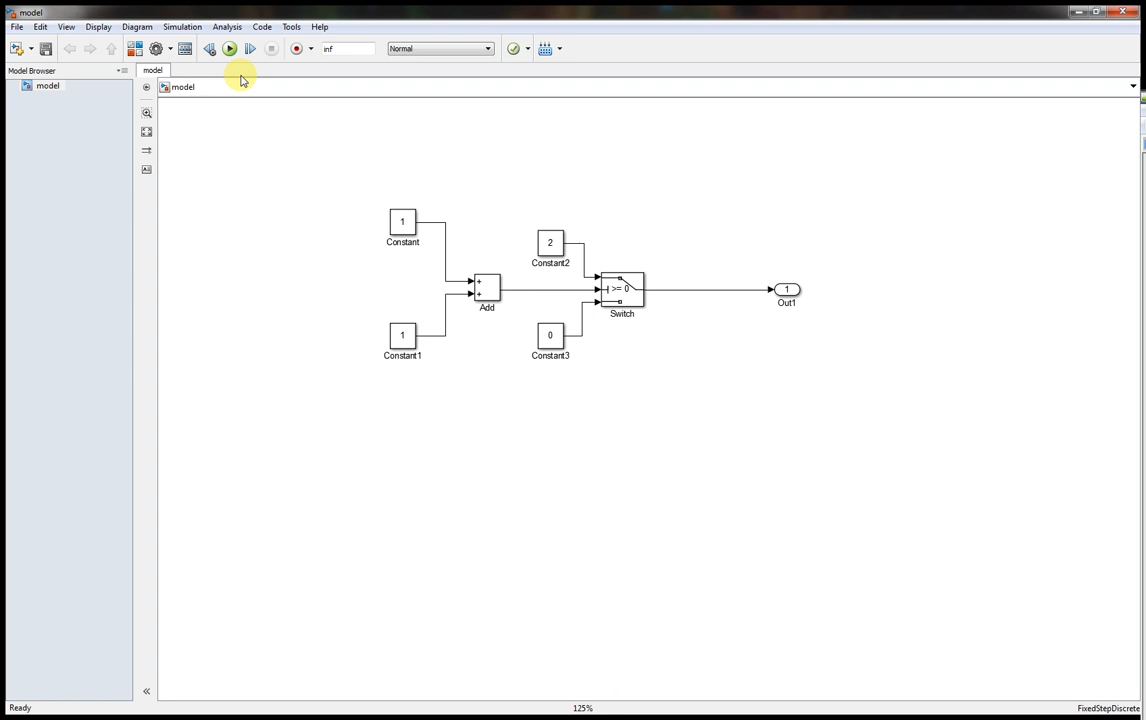 model
File Edit View Display Diagram Simulation Analysis Code Tools Help
inf Normal
Model Browser model
model model
1
Constant
2
Constant2
+
+
Add
>= 0
Switch
1
Out1
1
Constant1
0
Constant3
Ready 125% FixedStepDiscrete